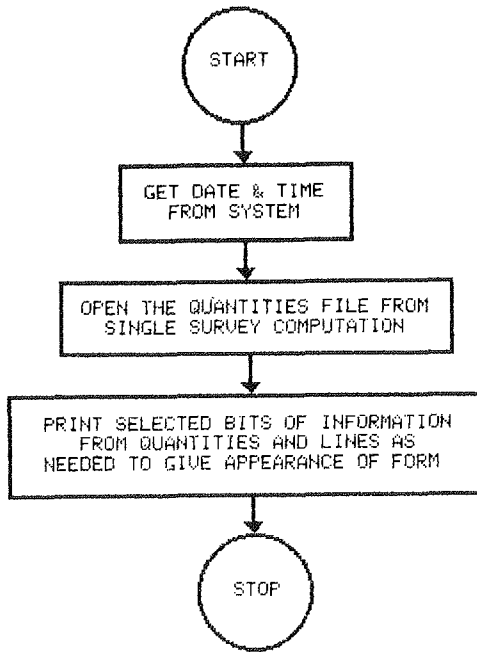 START
GET DATE & TIME
FROM SYSTEM
OPEN THE QUANTITIES FILE FROM
SINGLE SURVEY COMPUTATION
PRINT SELECTED BITS OF INFORMATION
FROM QUANTITIES AND LINES AS
NEEDED TO GIVE APPEARANCE OF FORM
STOP